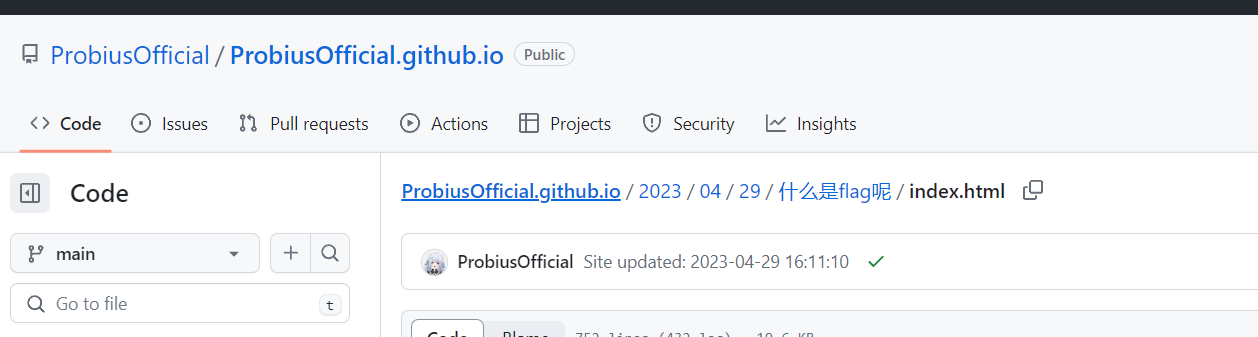 ProbiusOfficial / ProbiusOfficial.github.io Public
Code Issues Pull requests Actions Projects Security Insights
Code
main
Go to file t
ProbiusOfficial.github.io / 2023 / 04 / 29 / 什么是flag呢 / index.html
ProbiusOfficial Site updated: 2023-04-29 16:11:10
Code Blame